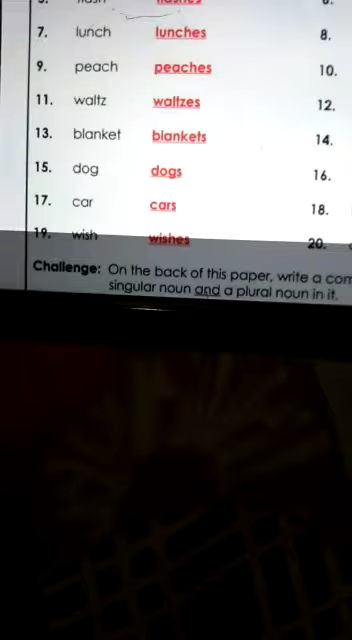 7. lunch lunches 8.
9. peach peaches 10.
11. waltz waltzes 12.
13. blanket blankets 14.
15. dog dogs 16.
17. car cars 18.
19. wish wishes 20.
Challenge: On the back of this paper, write a
singular noun and a plural noun in it.